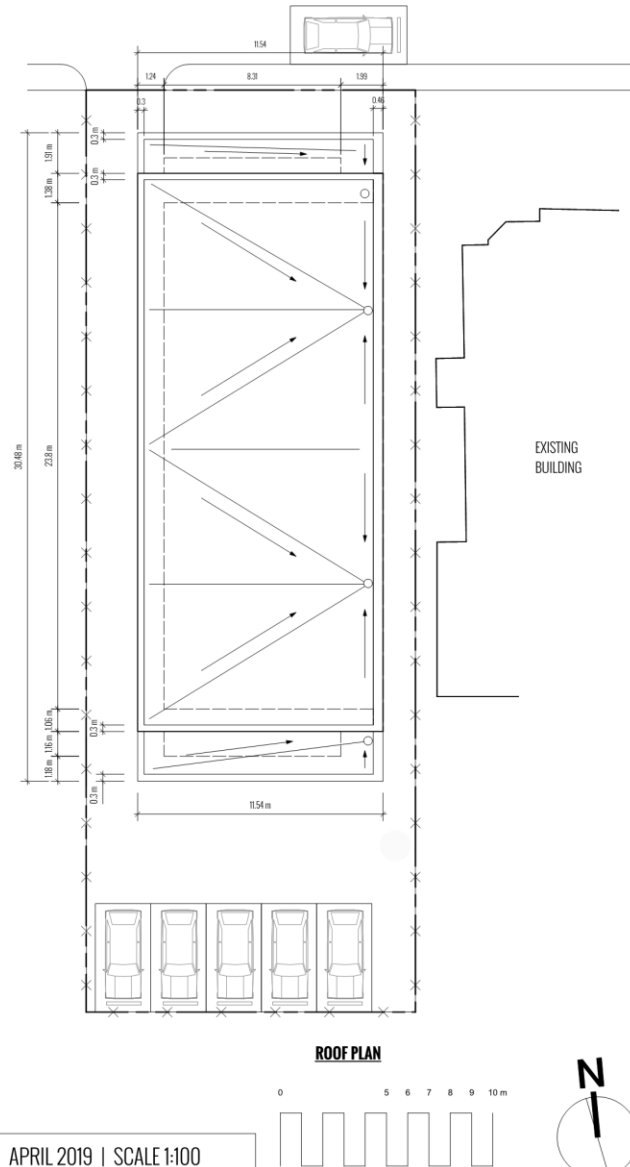 11.54
1.24
8.31
1.99
0.3
0.46
0.3 m
1.91 m
0.3 m
1.38 m
30.48 m
23.8 m
EXISTING
BUILDING
1.06 m
0.3 m
1.16 m
1.18 m
0.3 m
11.54 m
ROOF PLAN
0 5 6 7 8 9 10 m
N
APRIL 2019 | SCALE 1:100